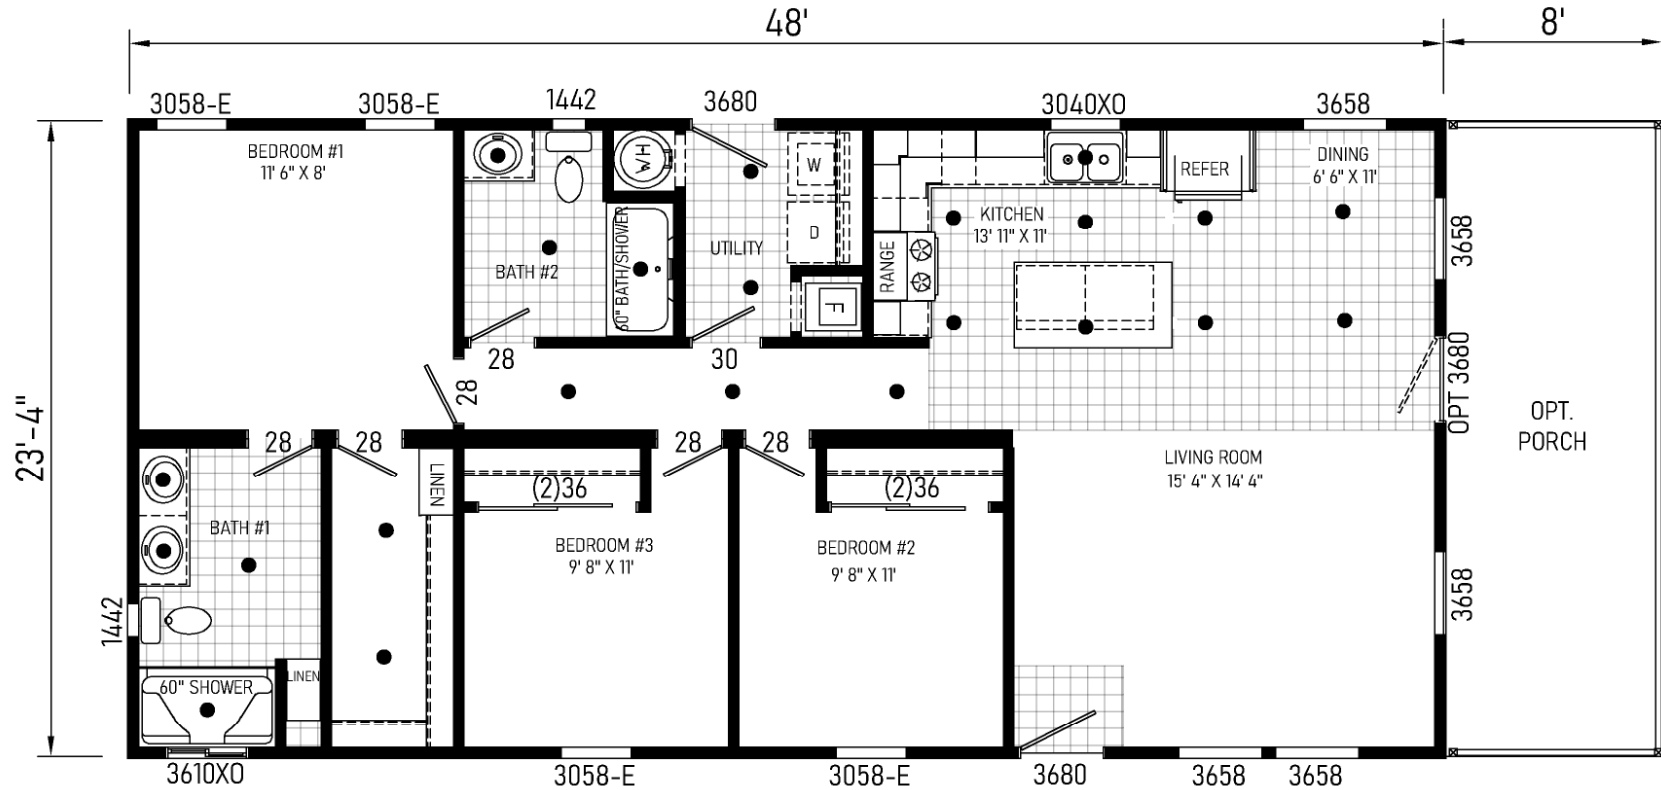 48'
8'
3058-E
3058-E
1442
3680
3040XO
3658
BEDROOM #1
11' 6" X 8'
WH
W
REFER
DINING
6' 6" X 11'
60" BATH/SHOWER
UTILITY
D
KITCHEN
13' 11" X 11'
3658
BATH #2
RANGE
F
23'-4"
28
30
28
OPT 3680
OPT.
PORCH
28
28
28
28
LINEN
LIVING ROOM
15' 4" X 14' 4"
(2)36
(2)36
BATH #1
BEDROOM #3
9' 8" X 11'
BEDROOM #2
9' 8" X 11'
1442
3658
60" SHOWER
LINEN
3610XO
3058-E
3058-E
3680
3658
3658